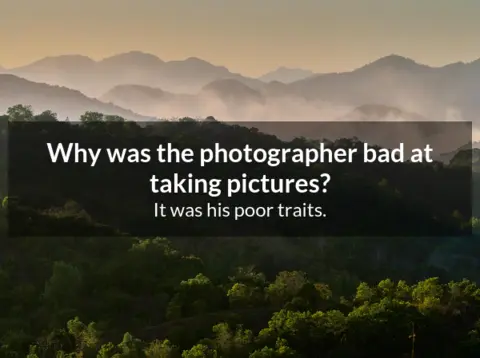 Why was the photographer bad at
taking pictures?
It was his poor traits.